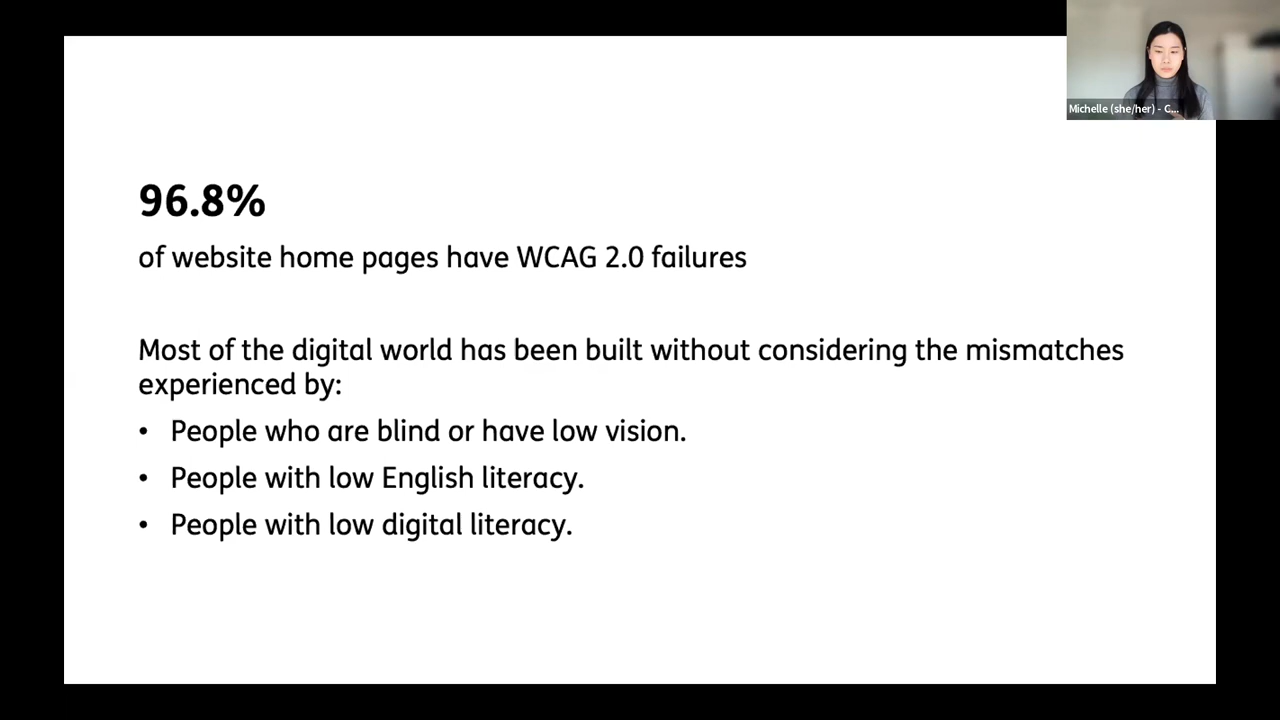 Michelle (she/her) - C...
96.8%
of website home pages have WCAG 2.0 failures
Most of the digital world has been built without considering the mismatches
experienced by:
• People who are blind or have low vision.
• People with low English literacy.
• People with low digital literacy.